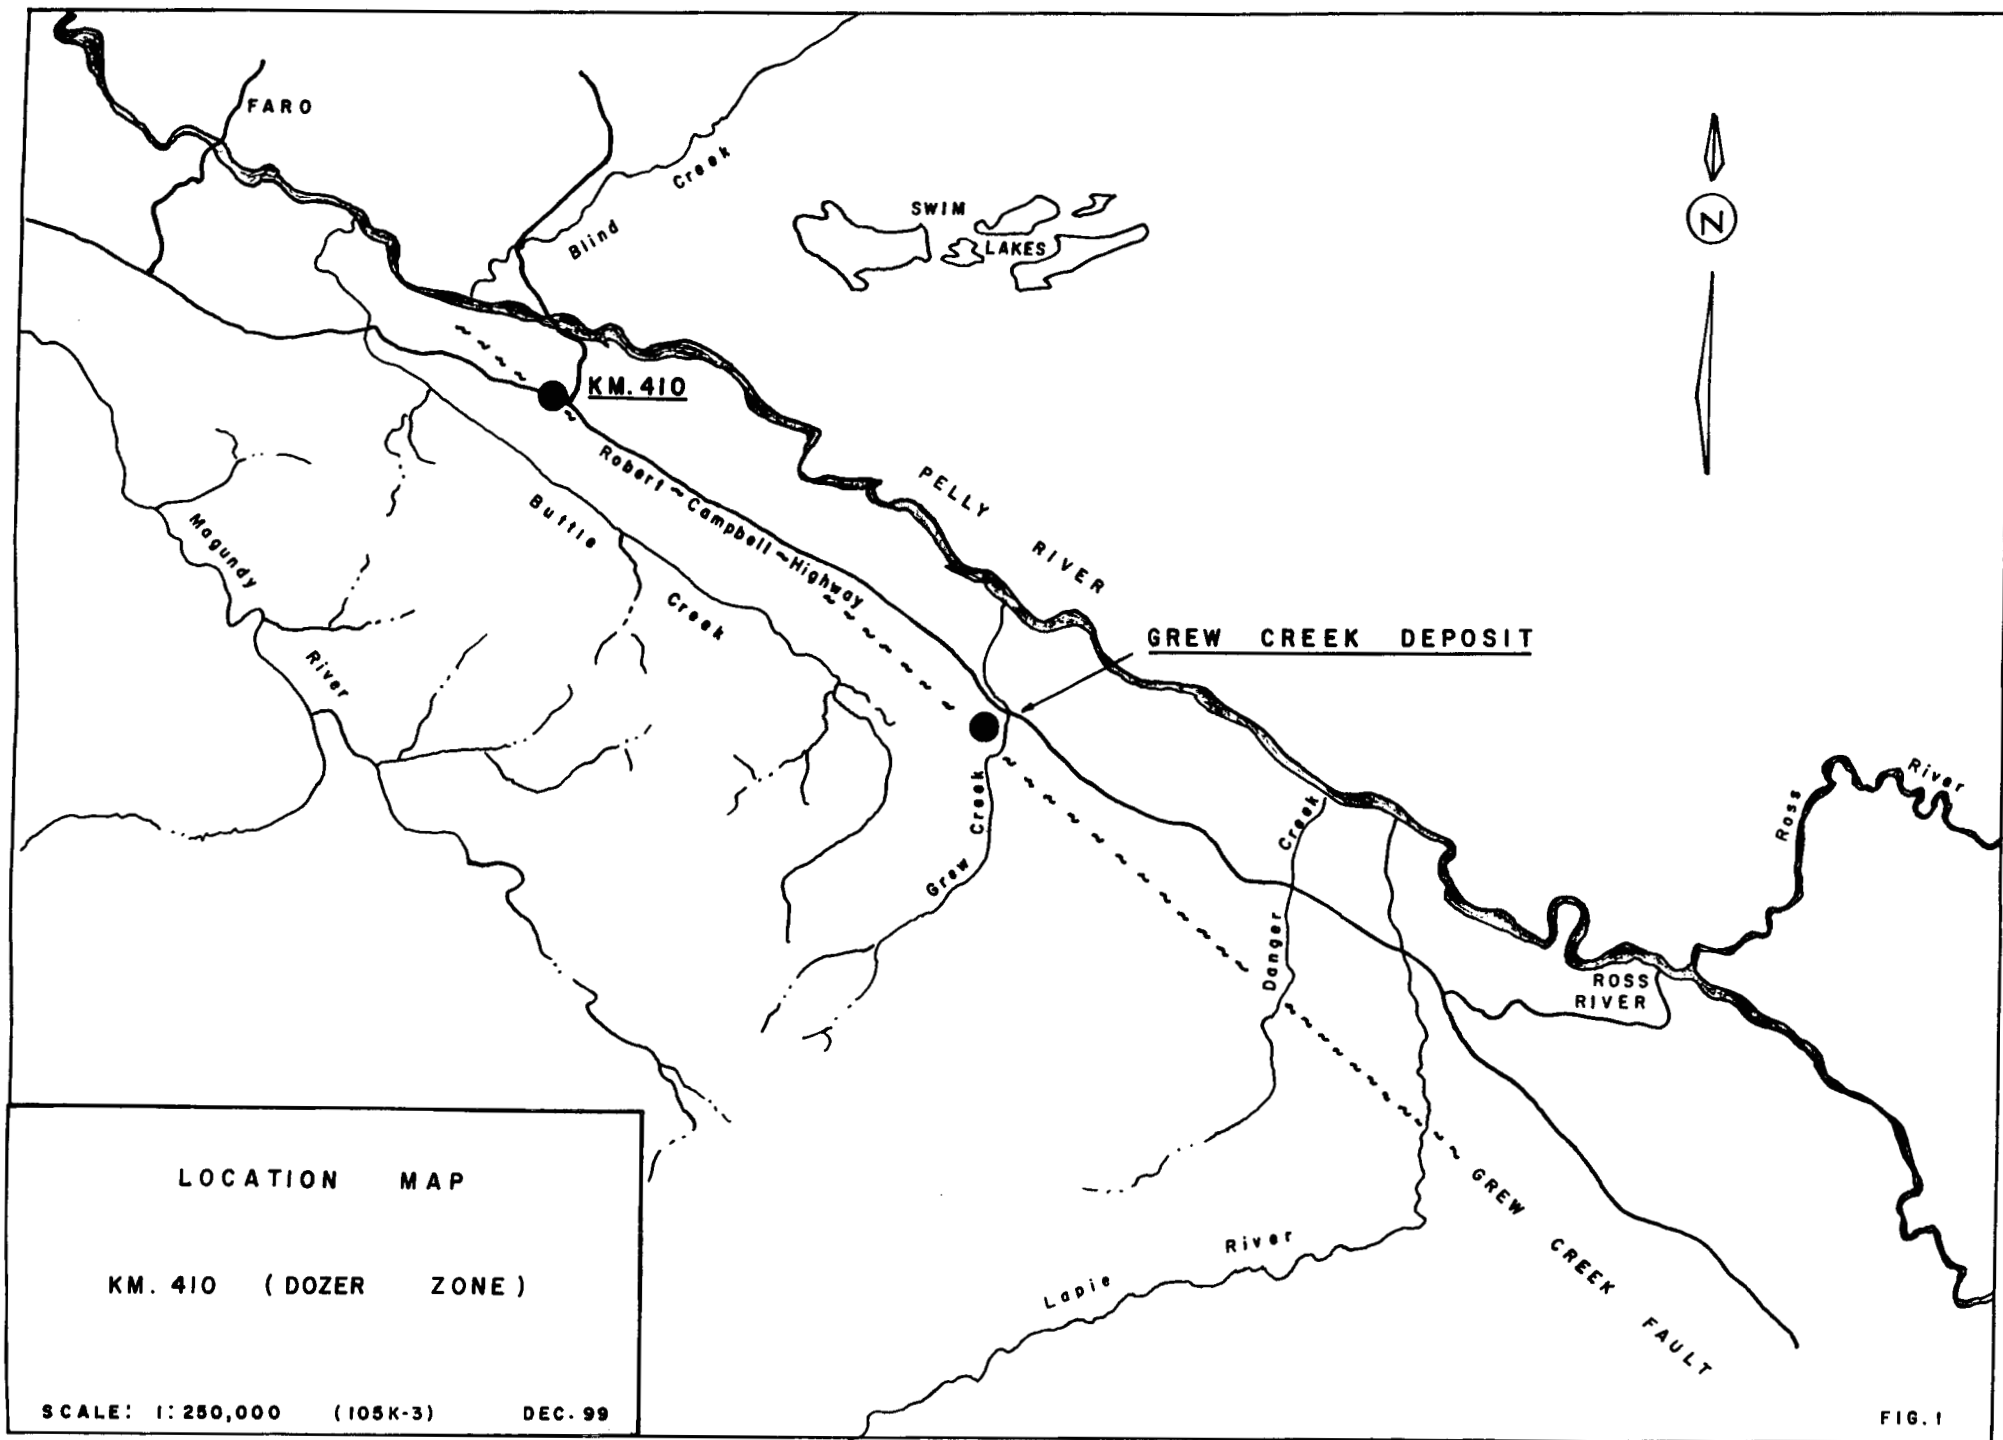 FARO
Blind Creek
SWIM
LAKES
N
KM. 410
Robert ~ Campbell ~ Highway
PELLY RIVER
Buttle Creek
Magundy River
GREW CREEK DEPOSIT
Grew Creek
Danger Creek
Ross River
ROSS
RIVER
Lapie River
GREW CREEK FAULT
LOCATION MAP
KM. 410 (DOZER ZONE)
SCALE: 1:250,000 (105K-3) DEC. 99
FIG. 1